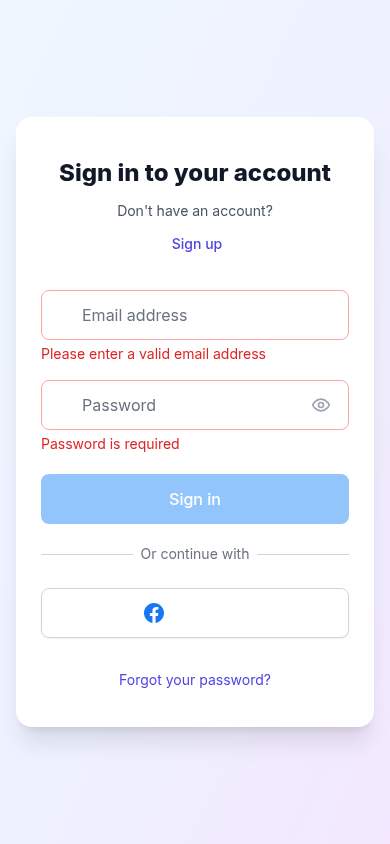 Sign in to your account
Don't have an account?
Sign up
Email address
Please enter a valid email address
Password
Password is required
Sign in
Or continue with
Forgot your password?